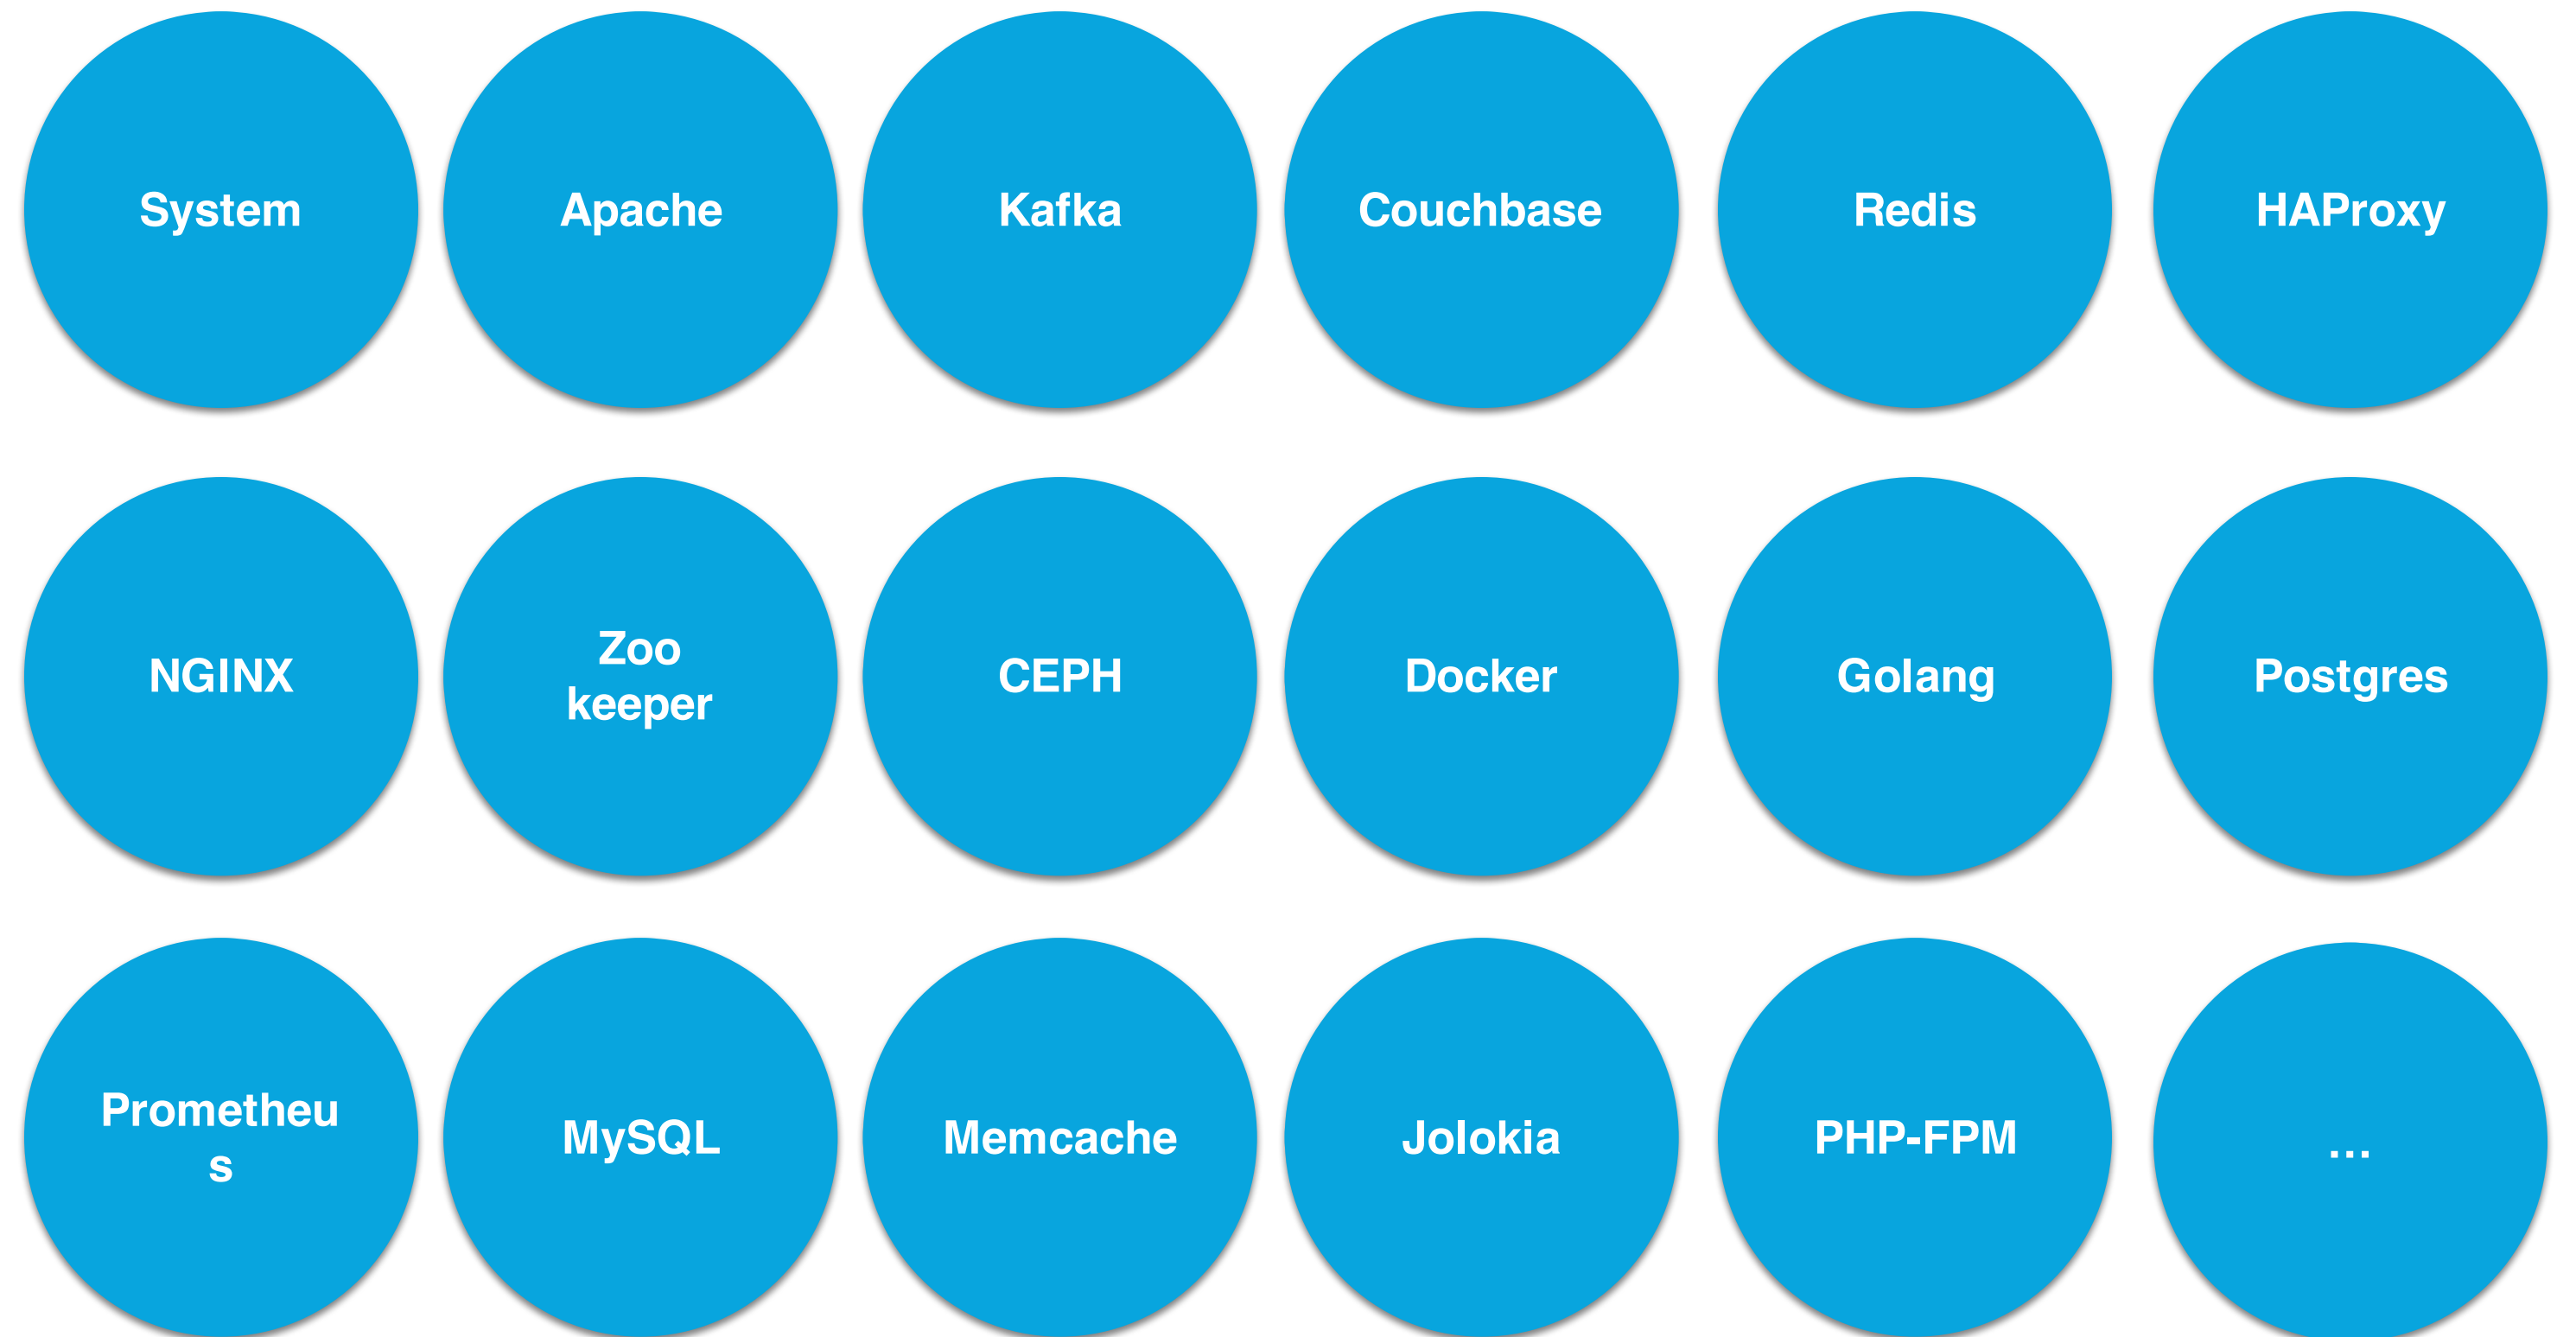 System
Apache
Kafka
Couchbase
Redis
HAProxy
NGINX
Zoo
keeper
CEPH
Docker
Golang
Postgres
Prometheu
s
MySQL
Memcache
Jolokia
PHP-FPM
...